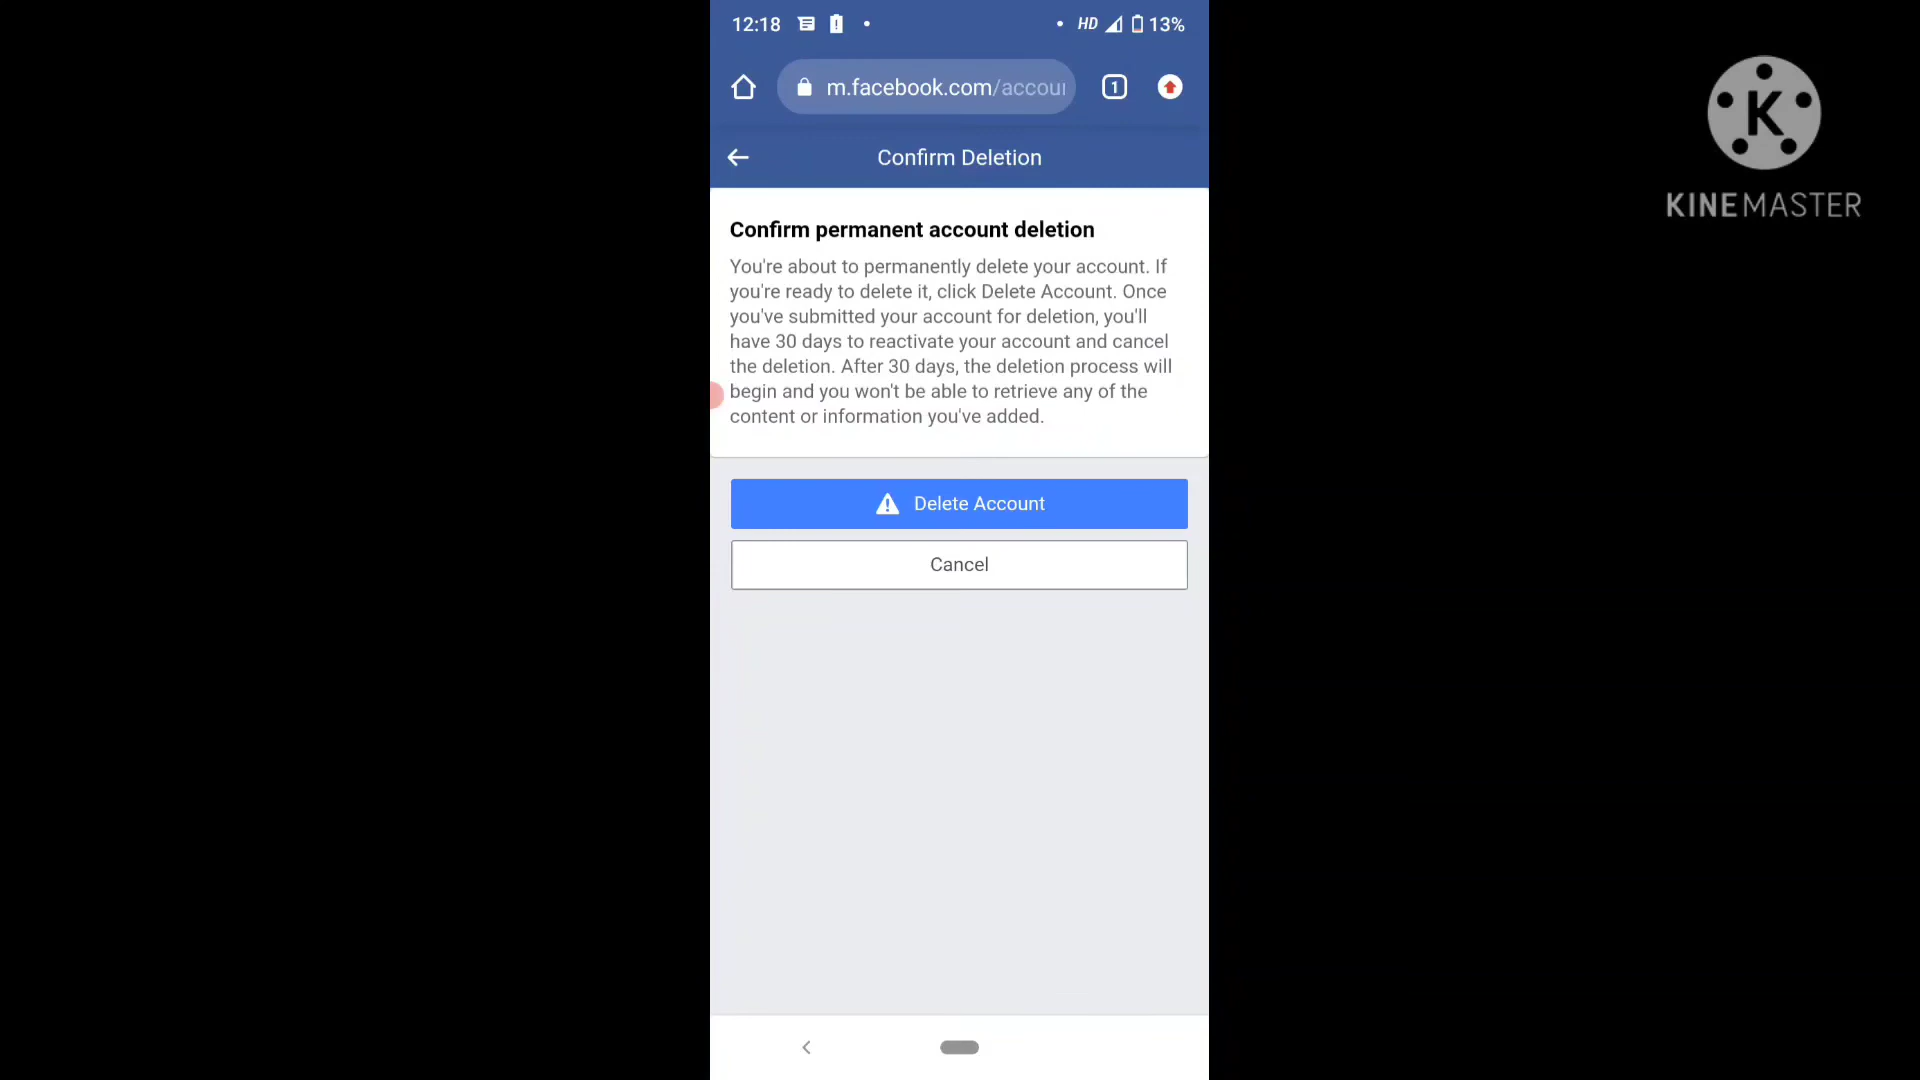 12:18
HD 13%
m.facebook.com/accou
1
Confirm Deletion
Confirm permanent account deletion
You're about to permanently delete your account. If
you're ready to delete it, click Delete Account. Once
you've submitted your account for deletion, you'll
have 30 days to reactivate your account and cancel
the deletion. After 30 days, the deletion process will
begin and you won't be able to retrieve any of the
content or information you've added.
Delete Account
Cancel
K
KINEMASTER